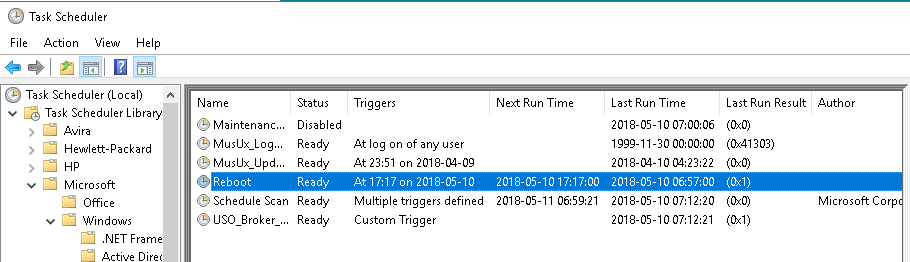 Task Scheduler
File Action View Help
Task Scheduler (Local)
Task Scheduler Library
Avira
Hewlett-Packard
HP
Microsoft
Office
Windows
.NET Frame
Active Direc
Name Status Triggers Next Run Time Last Run Time Last Run Result Author
Maintenanc... Disabled 2018-05-10 07:00:06 (0x0)
MusUx_Log... Ready At log on of any user 1999-11-30 00:00:00 (0x41303)
MusUx_Upd... Ready At 23:51 on 2018-04-09 2018-04-10 04:23:22 (0x0)
Reboot Ready At 17:17 on 2018-05-10 2018-05-10 17:17:00 2018-05-10 06:57:00 (0x1)
Schedule Scan Ready Multiple triggers defined 2018-05-11 06:59:21 2018-05-10 07:12:20 (0x0) Microsoft Corpo
USO_Broker_... Ready Custom Trigger 2018-05-10 07:12:21 (0x1)